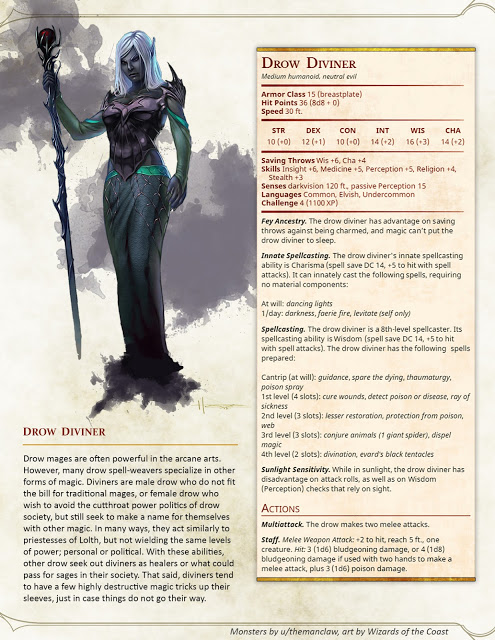 DROW DIVINER
Drow mages are often powerful in the arcane arts.
However, many drow spell-weavers specialize in other
forms of magic. Diviners are male drow who do not fit
the bill for traditional mages, or female drow who
wish to avoid the cutthroat power politics of drow
society, but still seek to make a name for themselves
with other magic. In many ways, they act similarly to
priestesses of Lolth, but not wielding the same levels
of power; personal or political. With these abilities,
other drow seek out diviners as healers or what could
pass for sages in their society. That said, diviners tend
to have a few highly destructive magic tricks up their
sleeves, just in case things do not go their way.
DROW DIVINER
Medium humanoid, neutral evil
Armor Class 15 (breastplate)
Hit Points 36 (8d8 + 0)
Speed 30 ft.
STR DEX CON INT WIS CHA
10 (+0) 12 (+1) 10 (+0) 14 (+2) 16 (+3) 14 (+2)
Saving Throws Wis +6, Cha +4
Skills Insight +6, Medicine +5, Perception +5, Religion +4,
Stealth +3
Senses darkvision 120 ft., passive Perception 15
Languages Common, Elvish, Undercommon
Challenge 4 (1100 XP)
Fey Ancestry. The drow diviner has advantage on saving
throws against being charmed, and magic can't put the
drow diviner to sleep.
Innate Spellcasting. The drow diviner's innate spellcasting
ability is Charisma (spell save DC 14, +5 to hit with spell
attacks). It can innately cast the following spells, requiring
no material components:
At will: dancing lights
1/day: darkness, faerie fire, levitate (self only)
Spellcasting. The drow diviner is a 8th-level spellcaster. Its
spellcasting ability is Wisdom (spell save DC 14, +5 to hit
with spell attacks). The drow diviner has the following spells
prepared:
Cantrip (at will): guidance, spare the dying, thaumaturgy,
poison spray
1st level (4 slots): cure wounds, detect poison or disease, ray of
sickness
2nd level (3 slots): lesser restoration, protection from poison,
web
3rd level (3 slots): conjure animals (1 giant spider), dispel
magic
4th level (2 slots): divination, evard's black tentacles
Sunlight Sensitivity. While in sunlight, the drow diviner has
disadvantage on attack rolls, as well as on Wisdom
(Perception) checks that rely on sight.
ACTIONS
Multiattack. The drow makes two melee attacks.
Staff. Melee Weapon Attack: +2 to hit, reach 5 ft., one
creature. Hit: 3 (1d6) bludgeoning damage, or 4 (1d8)
bludgeoning damage if used with two hands to make a
melee attack, plus 3 (1d6) poison damage.
Monsters by u/themanclaw, art by Wizards of the Coast